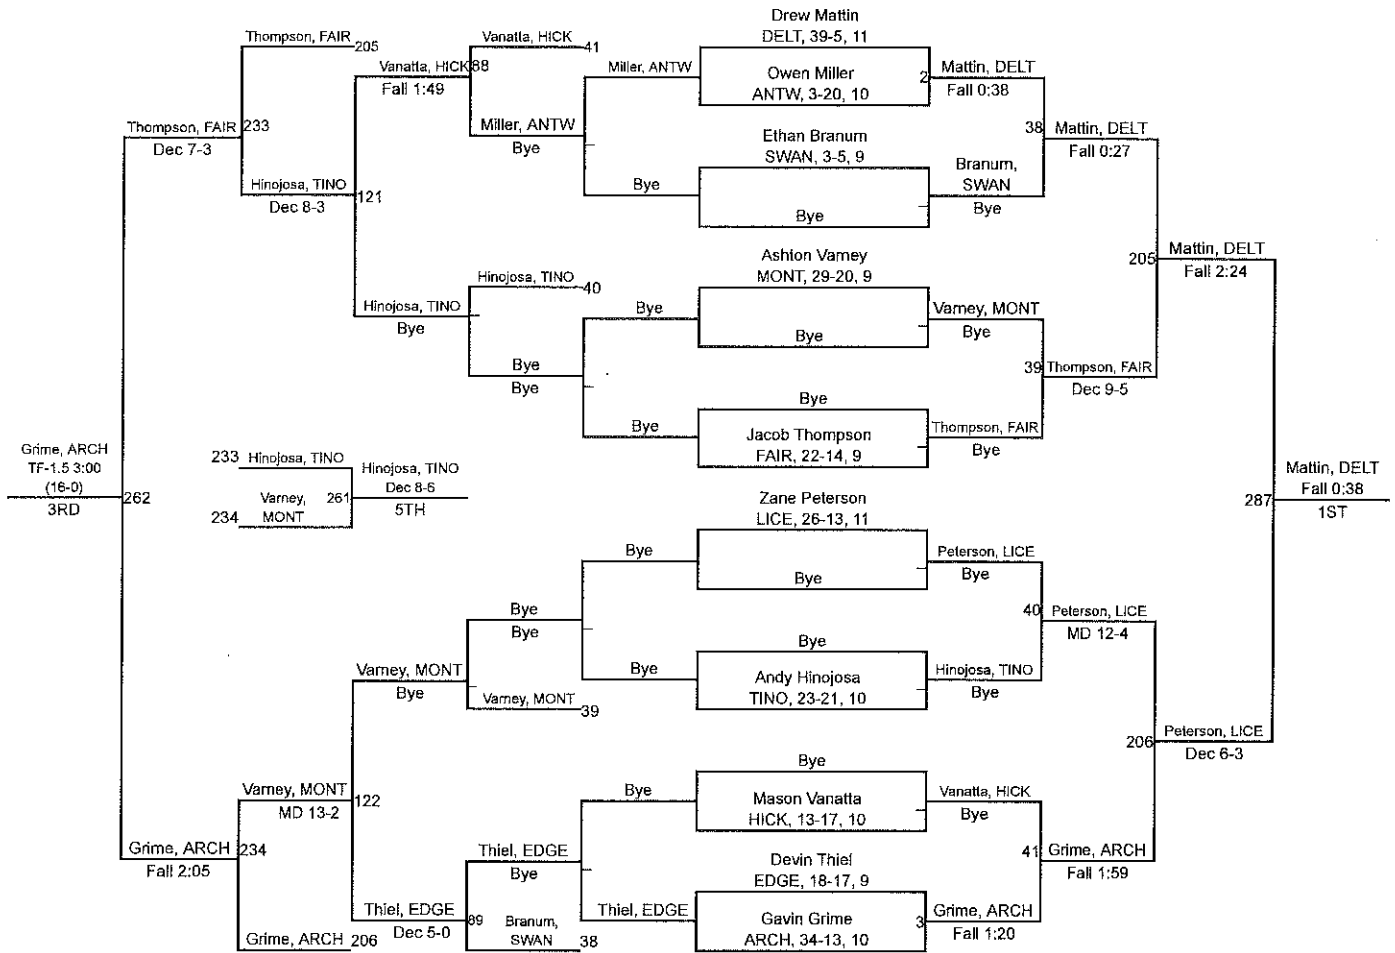 Drew Mattin
DELT, 39-5, 11
Thompson, FAIR
205
Vanatta, HICK
41
Vanatta, HICK
88
Fall 1:49
Miller, ANTW
Owen Miller
ANTW, 3-20, 10
2
Mattin, DELT
Fall 0:38
Thompson, FAIR
233
Dec 7-3
Miller, ANTW
Bye
Ethan Branum
SWAN, 3-5, 9
38
Mattin, DELT
Fall 0:27
Hinojosa, TINO
Dec 8-3
121
Bye
Bye
Branum,
SWAN
Bye
Ashton Varney
MONT, 29-20, 9
205
Mattin, DELT
Fall 2:24
Hinojosa, TINO
40
Hinojosa, TINO
Bye
Bye
Bye
Varney, MONT
Bye
Bye
Bye
39
Thompson, FAIR
Dec 9-5
Bye
Bye
Jacob Thompson
FAIR, 22-14, 9
Thompson, FAIR
Bye
Grime, ARCH
TF-1.5 3:00
(16-0)
3RD
262
233
Hinojosa, TINO
Varney,
MONT
234
261
Hinojosa, TINO
Dec 8-6
5TH
Zane Peterson
LICE, 26-13, 11
287
Mattin, DELT
Fall 0:38
1ST
Bye
Bye
Peterson, LICE
Bye
Bye
Bye
40
Peterson, LICE
MD 12-4
Varney, MONT
Bye
Varney, MONT
39
Bye
Bye
Andy Hinojosa
TINO, 23-21, 10
Hinojosa, TINO
Bye
206
Peterson, LICE
Dec 6-3
Varney, MONT
MD 13-2
122
Bye
Bye
Mason Vanatta
HICK, 13-17, 10
Vanatta, HICK
Bye
Grime, ARCH
234
Fall 2:05
Thiel, EDGE
Bye
Devin Thiel
EDGE, 18-17, 9
41
Grime, ARCH
Fall 1:59
Thiel, EDGE
89
Dec 5-0
Branum,
SWAN
38
Thiel, EDGE
Gavin Grime
ARCH, 34-13, 10
3
Grime, ARCH
Fall 1:20
Grime, ARCH
206